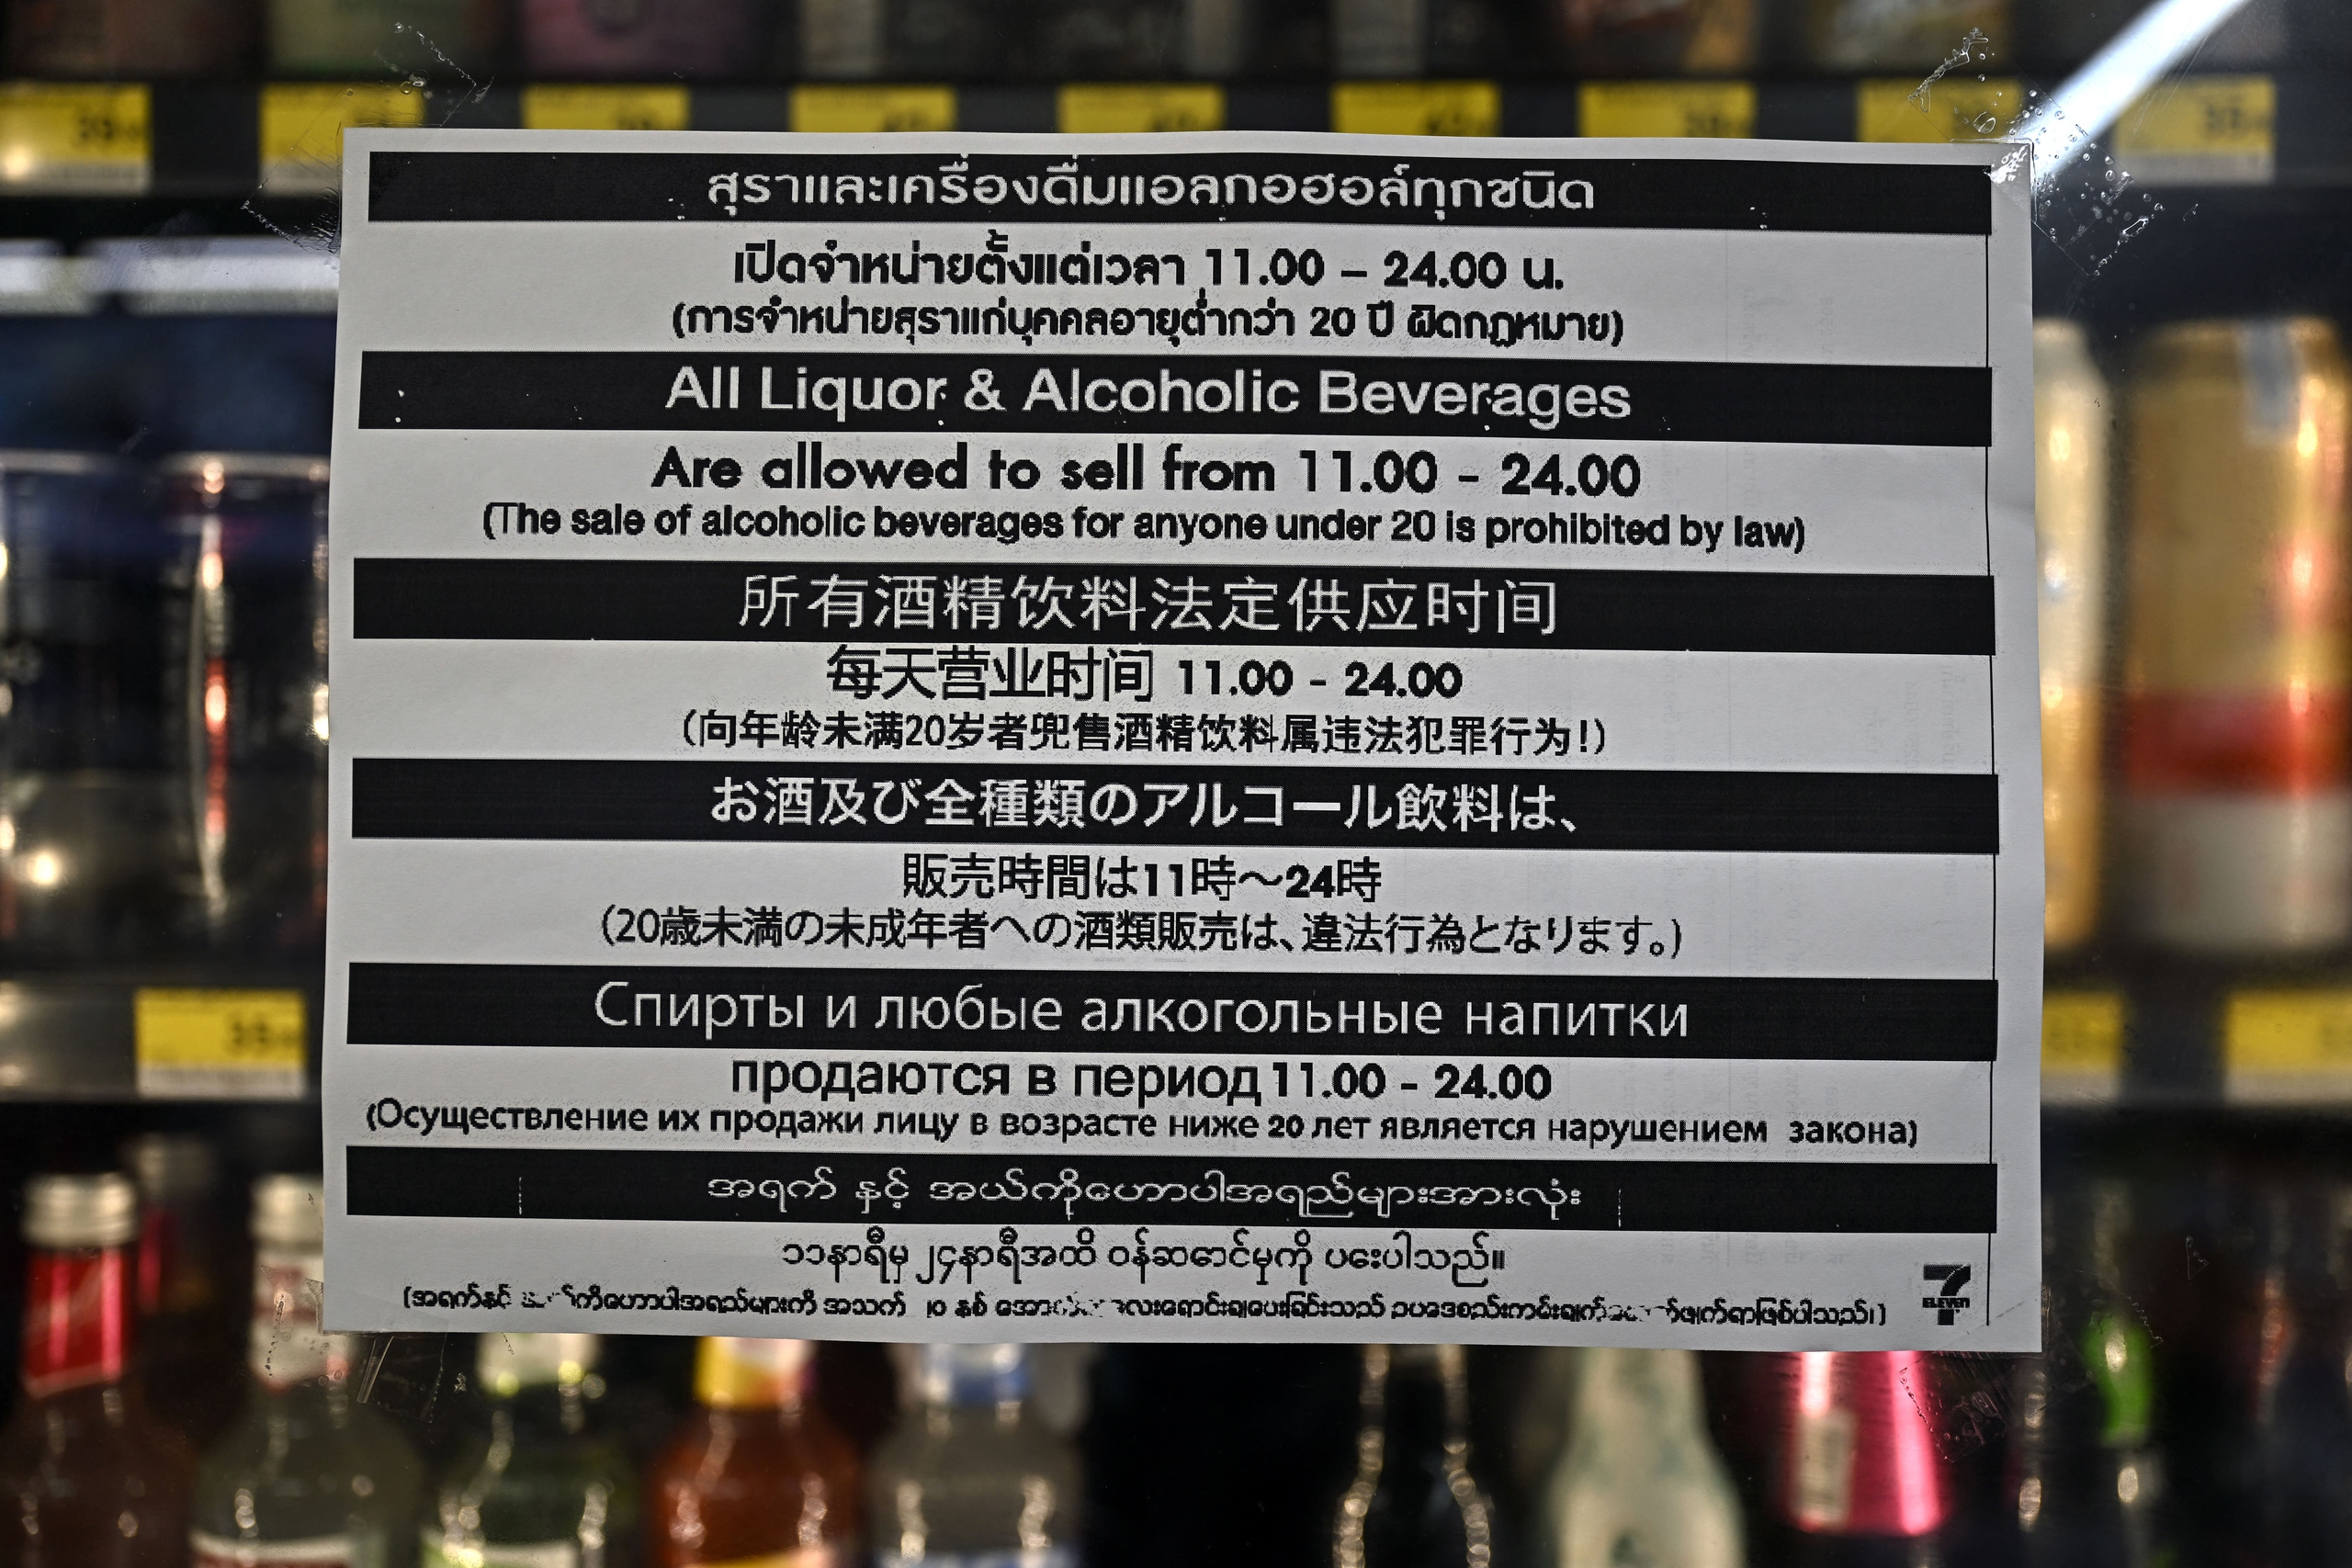 สุราและเครื่องดื่มแอลกอฮอล์ทุกชนิด
เปิดจำหน่ายตั้งแต่เวลา 11.00 – 24.00 น.
(การจำหน่ายสุราแก่บุคคลอายุต่ำกว่า 20 ปี ผิดกฎหมาย)
All Liquor & Alcoholic Beverages
Are allowed to sell from 11.00 - 24.00
(The sale of alcoholic beverages for anyone under 20 is prohibited by law)
所有酒精饮料法定供应时间
每天营业时间 11.00 - 24.00
（向年龄未满20岁者兜售酒精饮料属违法犯罪行为!）
お酒及び全種類のアルコール飲料は、
販売時間は11時～24時
（20歳未満の未成年者への酒類販売は、違法行為となります。)
Спирты и любые алкогольные напитки
продаются в период 11.00 - 24.00
(Осуществление их продажи лицу в возрасте ниже 20 лет является нарушением закона)
အရက် နှင့် အယ်ကိုဟောပါအရည်များအားလုံး
၁၁နာရီမှ ၂၄နာရီအထိ ဝန်ဆောင်မှုကို ပေးပါသည်။
(အရက်နှင့် အသက်
7
ELEVEN